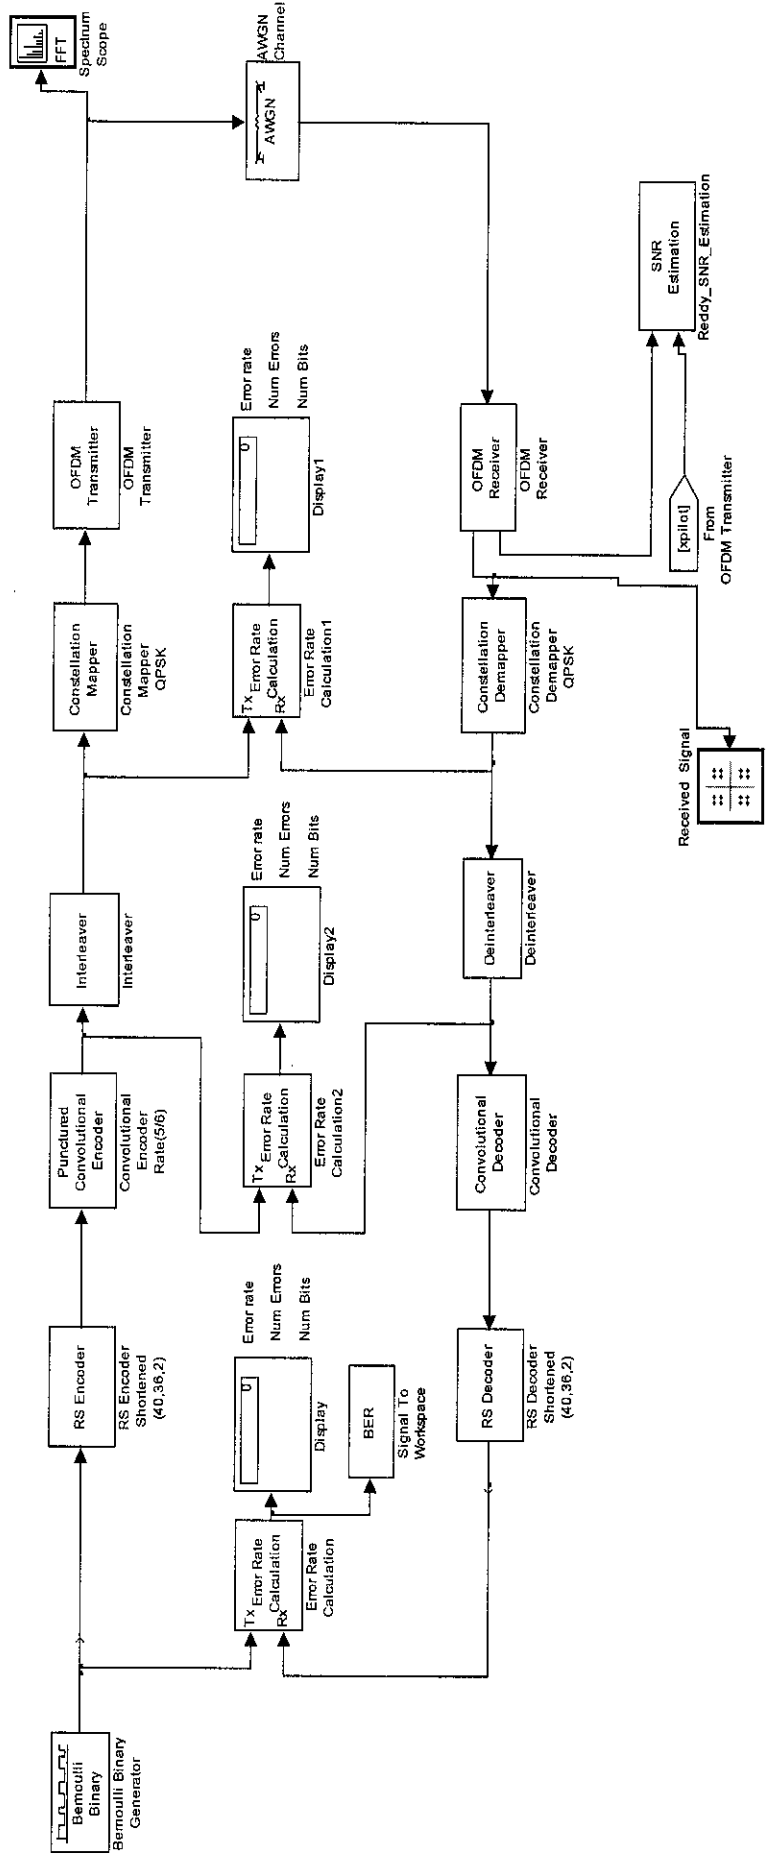 Bernoulli
Binary
Bernoulli Binary
Generator
RS Encoder
RS Encoder
Shortened
(40,36,2)
Punctured
Convolutional
Encoder
Convolutional
Encoder
Rate(5/6)
Interleaver
Interleaver
Constellation
Mapper
Constellation
Mapper
QPSK
OFDM
Transmitter
OFDM
Transmitter
FFT
Spectrum
Scope
Tx
Rx
Error Rate
Calculation
Error Rate
Calculation
0
Display
Error rate
Num Errors
Num Bits
BER
Signal To
Workspace
Tx
Rx
Error Rate
Calculation
Error Rate
Calculation2
0
Display2
Error rate
Num Errors
Num Bits
Tx
Rx
Error Rate
Calculation
Error Rate
Calculation1
0
Display1
Error rate
Num Errors
Num Bits
AWGN
AWGN
Channel
RS Decoder
RS Decoder
Shortened
(40,36,2)
Convolutional
Decoder
Convolutional
Decoder
Deinterleaver
Deinterleaver
Constellation
Demapper
Constellation
Demapper
QPSK
OFDM
Receiver
OFDM
Receiver
Received Signal
[xpilot]
From
OFDM Transmitter
SNR
Estimation
Reddy_SNR_Estimation